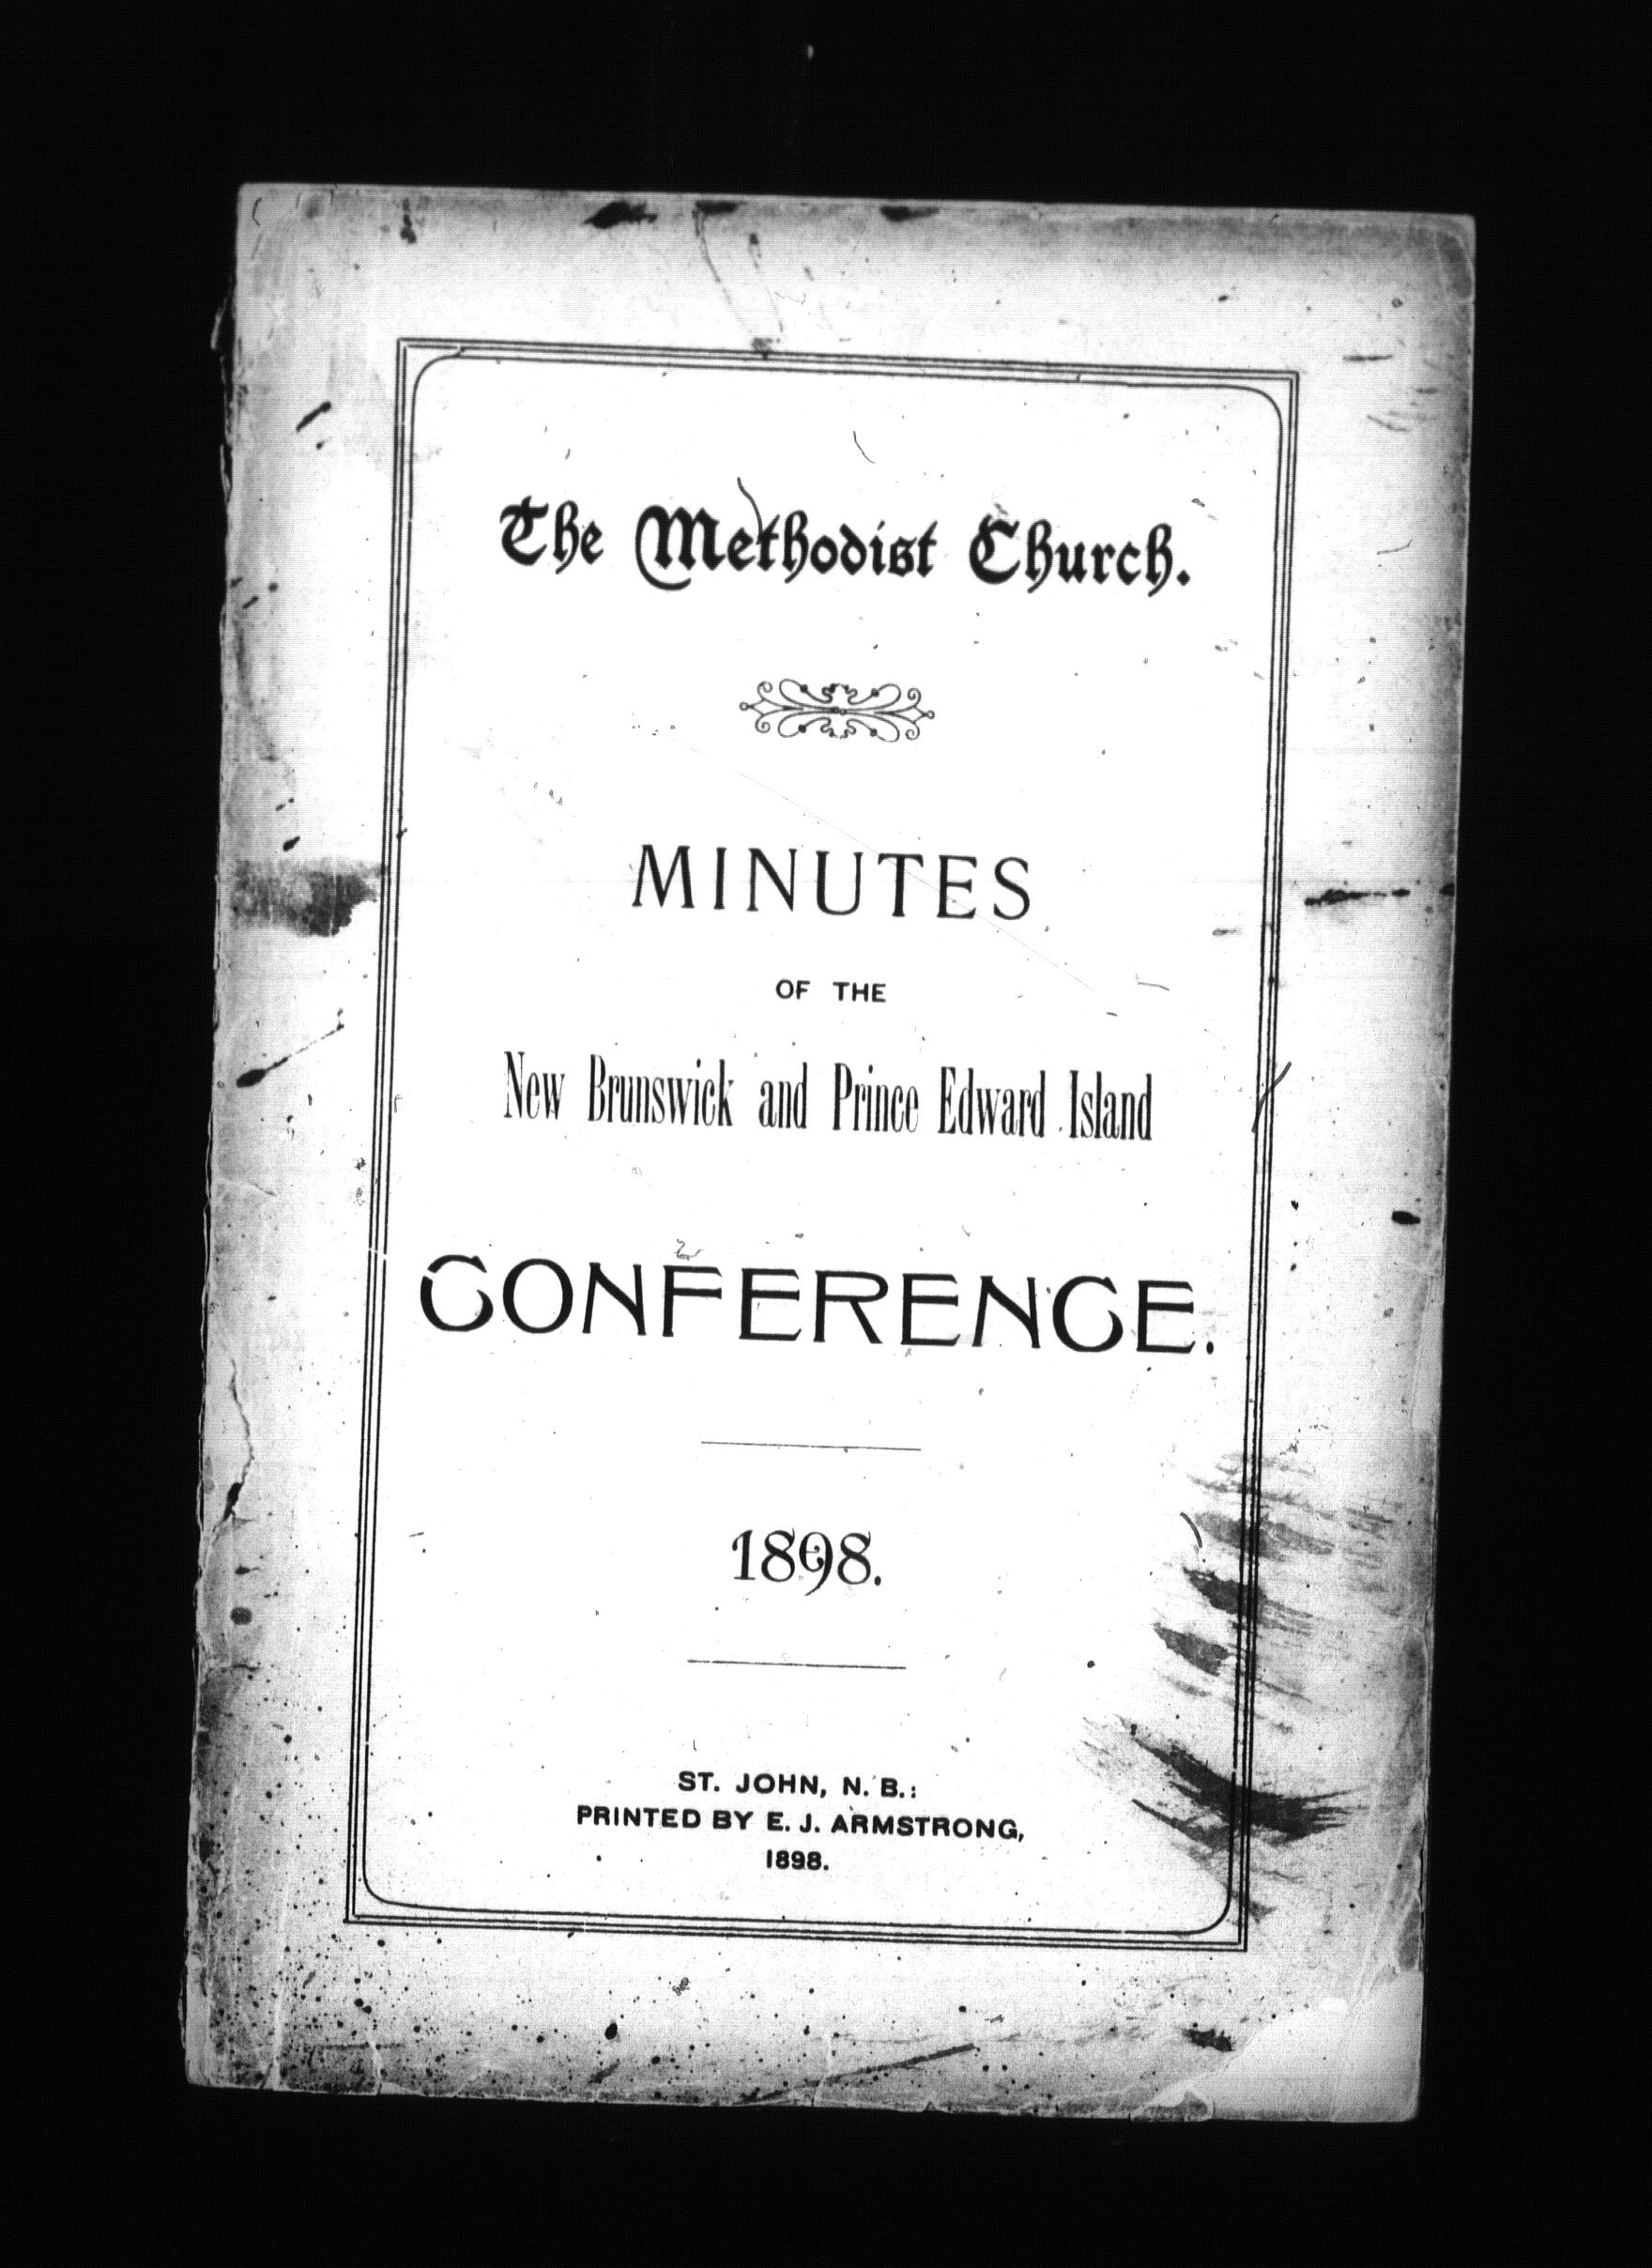 The Methodist Church.
MINUTES
OF THE
New Brunswick and Prince Edward Island
CONFERENCE.
1898.
ST. JOHN, N. B.:
PRINTED BY E. J. ARMSTRONG,
1898.